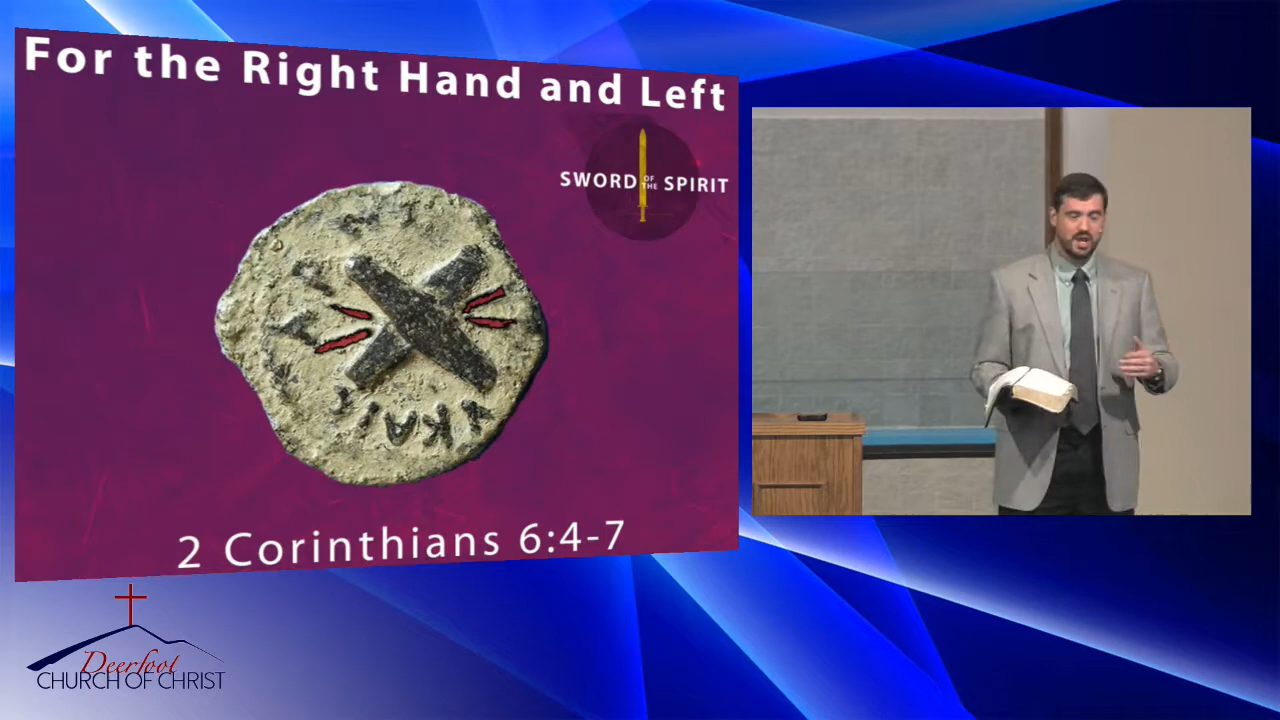 For the Right Hand and Left
SWORD OF THE SPIRIT
2 Corinthians 6:4-7
Deerfoot
CHURCH OF CHRIST